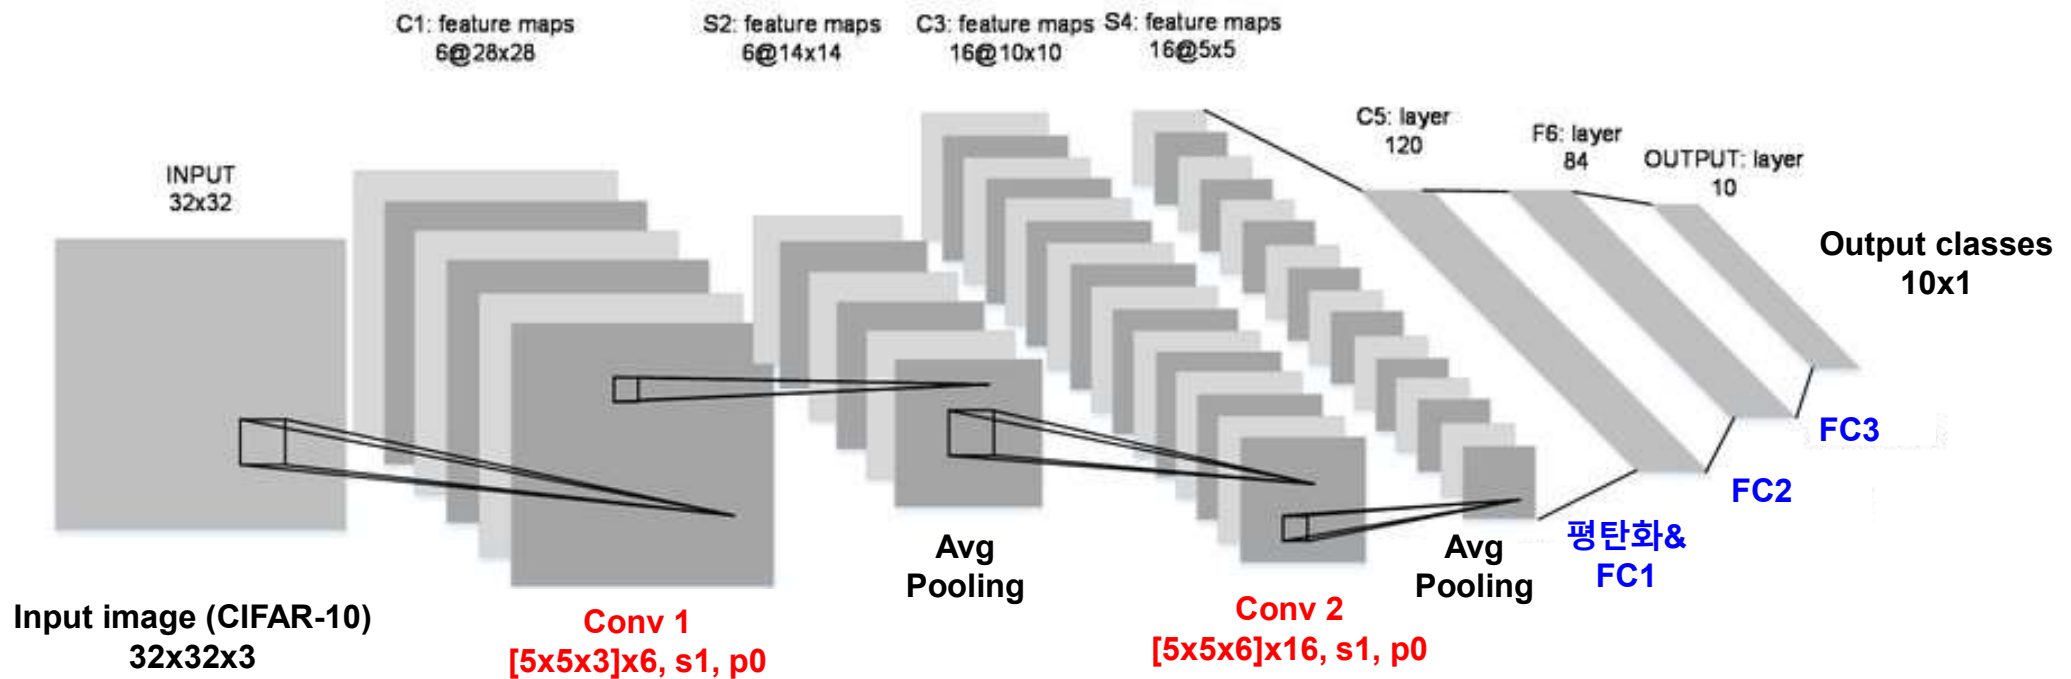 C1: feature maps
6@28x28
S2: feature maps
6@14x14
C3: feature maps
16@10x10
S4: feature maps
16@5x5
INPUT
32x32
C5: layer
120
F6: layer
84
OUTPUT: layer
10
Output classes
10x1
FC3
FC2
평탄화&
FC1
Avg
Pooling
Avg
Pooling
Input image (CIFAR-10)
32x32x3
Conv 1
[5x5x3]x6, s1, p0
Conv 2
[5x5x6]x16, s1, p0